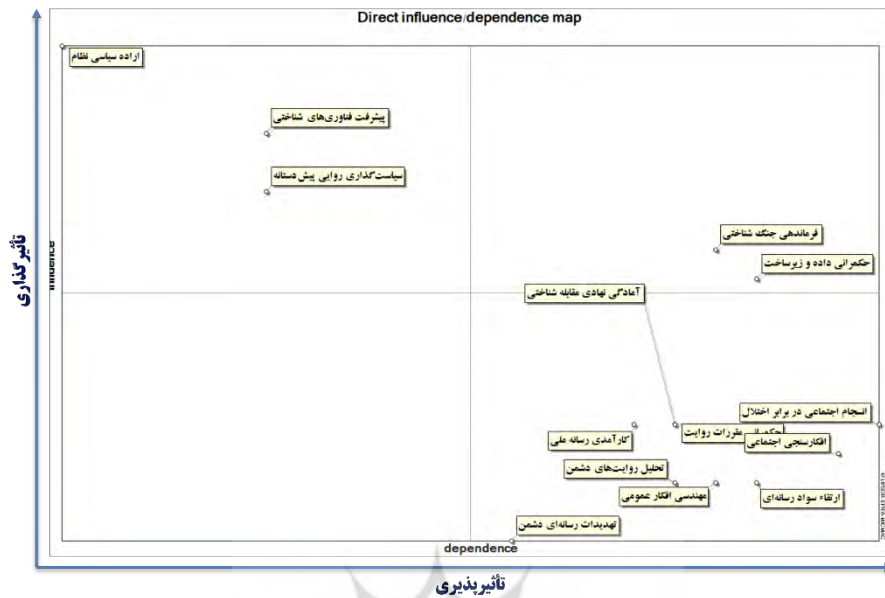 Direct influence/dependence map
اراده سیاسی نظام
پیشرفت فناوری‌های شناختی
سیاست‌گذاری روایی پیش‌دستانه
فرماندهی جنگ شناختی
حکمرانی داده و زیرساخت
آمادگی نهادی مقابله شناختی
انسجام اجتماعی در برابر اختلال
حکمرانی مقررات روایت
کارآمدی رسانه ملی
افکارسنجی اجتماعی
تحلیل روایت‌های دشمن
مهندسی افکار عمومی
ارتقاء سواد رسانه‌ای
تهدیدات رسانه‌ای دشمن
influence
تأثیرگذاری
dependence
تأثیرپذیری